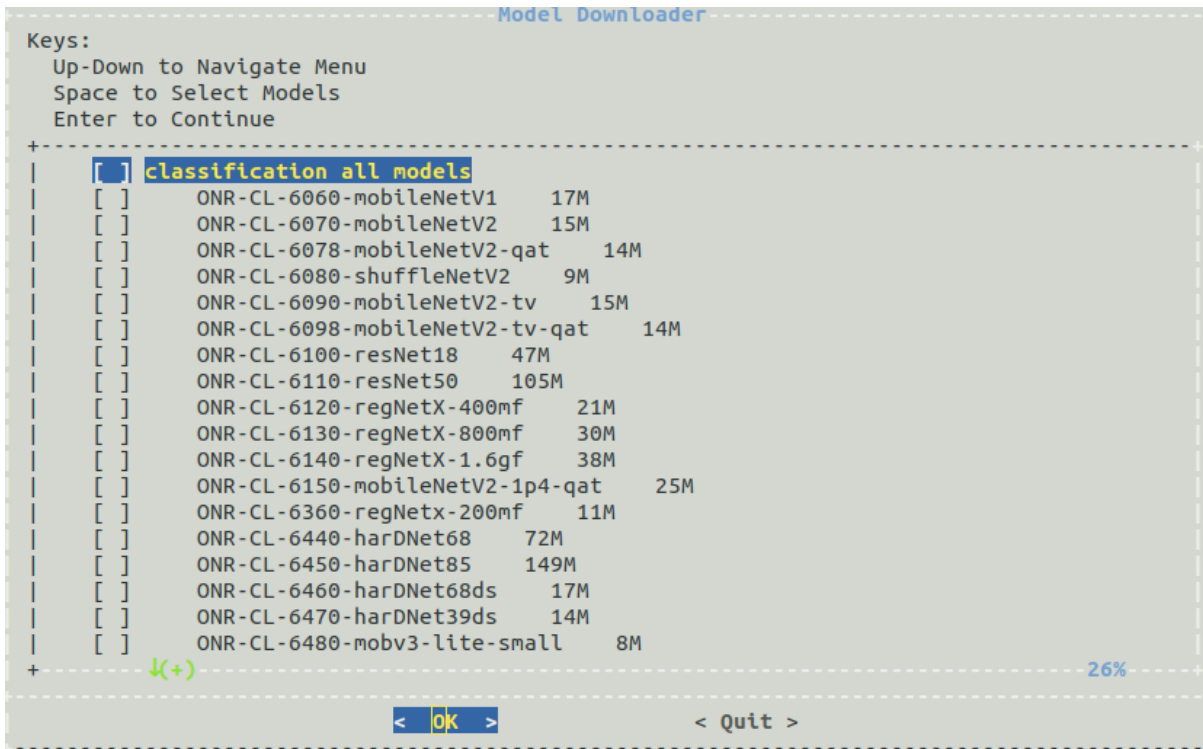 Model Downloader
Keys:
Up-Down to Navigate Menu
Space to Select Models
Enter to Continue
[ ] classification all models
[ ] ONR-CL-6060-mobileNetV1 17M
[ ] ONR-CL-6070-mobileNetV2 15M
[ ] ONR-CL-6078-mobileNetV2-qat 14M
[ ] ONR-CL-6080-shuffleNetV2 9M
[ ] ONR-CL-6090-mobileNetV2-tv 15M
[ ] ONR-CL-6098-mobileNetV2-tv-qat 14M
[ ] ONR-CL-6100-resNet18 47M
[ ] ONR-CL-6110-resNet50 105M
[ ] ONR-CL-6120-regNetX-400mf 21M
[ ] ONR-CL-6130-regNetX-800mf 30M
[ ] ONR-CL-6140-regNetX-1.6gf 38M
[ ] ONR-CL-6150-mobileNetV2-1p4-qat 25M
[ ] ONR-CL-6360-regNetx-200mf 11M
[ ] ONR-CL-6440-harDNet68 72M
[ ] ONR-CL-6450-harDNet85 149M
[ ] ONR-CL-6460-harDNet68ds 17M
[ ] ONR-CL-6470-harDNet39ds 14M
[ ] ONR-CL-6480-mobv3-lite-small 8M
↓(+) 26%
< OK > < Quit >